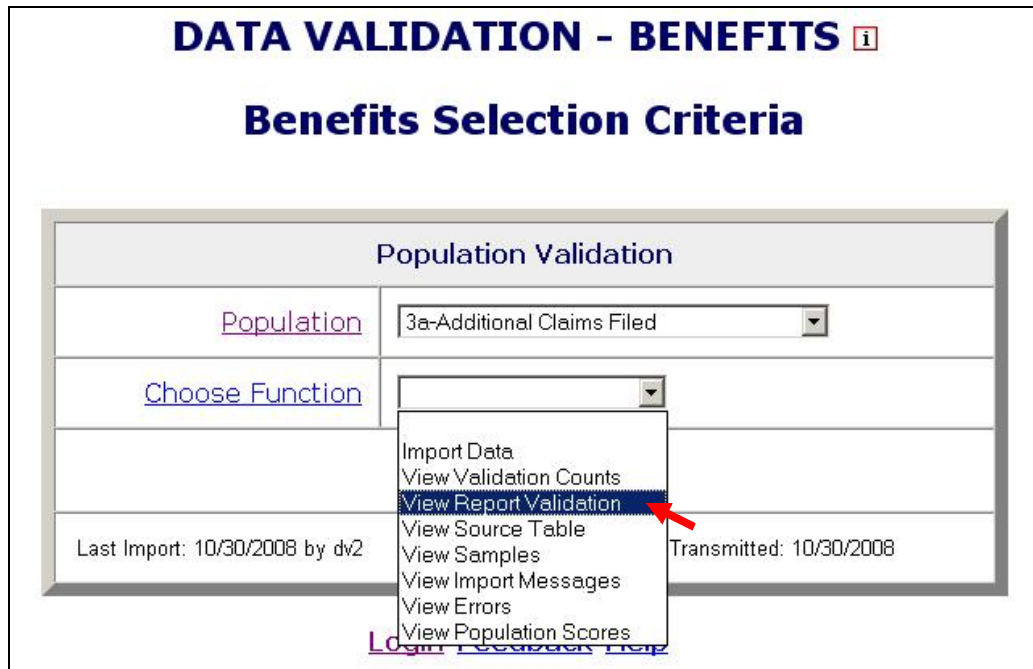 DATA VALIDATION - BENEFITS i
Benefits Selection Criteria
Population Validation
Population 3a-Additional Claims Filed
Choose Function
Import Data
View Validation Counts
View Report Validation
View Source Table
View Samples
View Import Messages
View Errors
View Population Scores
Last Import: 10/30/2008 by dv2 Transmitted: 10/30/2008
Login Feedback Help